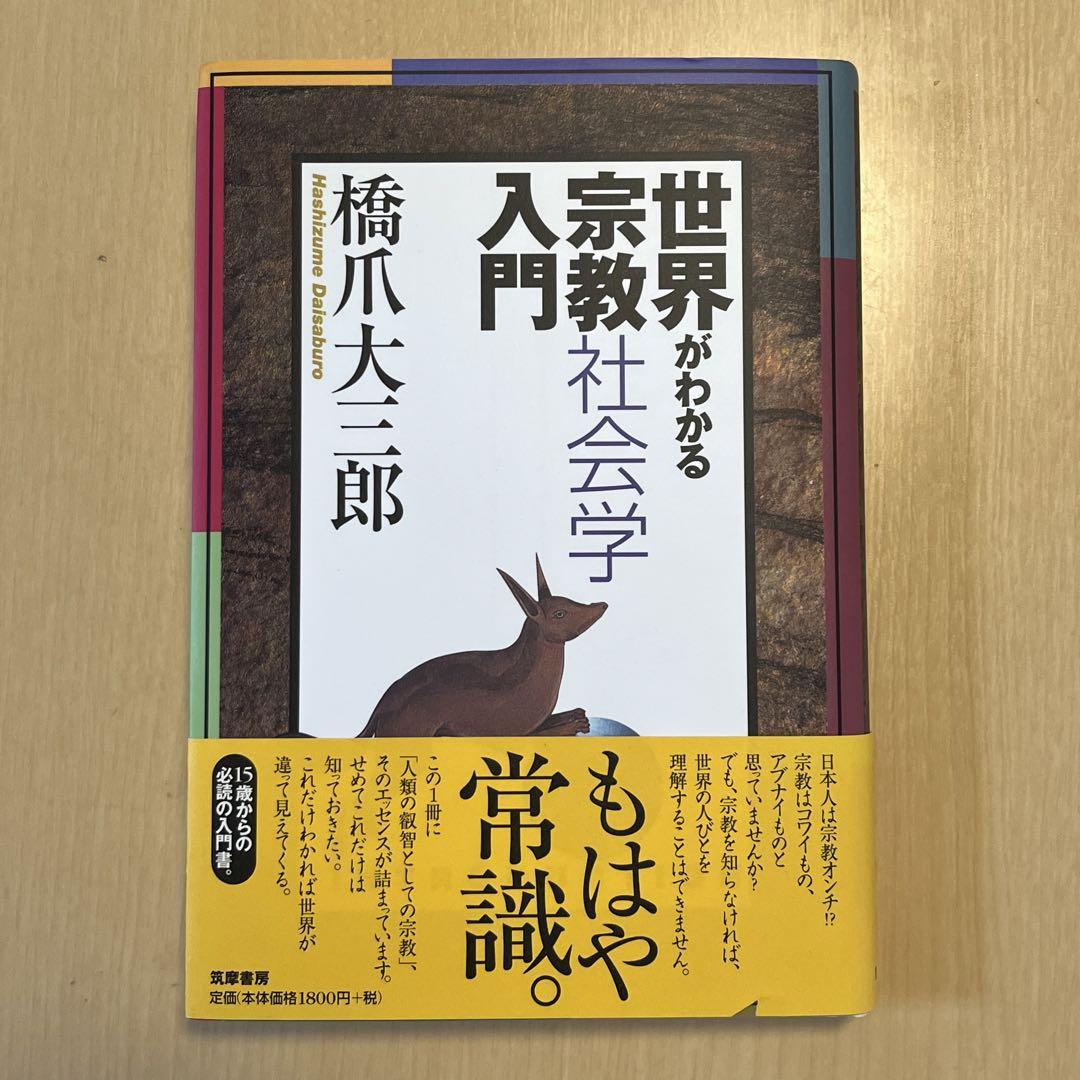 世界がわかる
宗教社会学
入門
橋爪大三郎
Hashizume Daisaburo
日本人は宗教オンチ!?
宗教はコワイもの、
アブナイものと
思っていませんか?
でも、宗教を知らなければ、
世界の人びとを
理解することはできません。
もはや
常識。
この1冊に
「人類の叡智としての宗教」、
そのエッセンスが詰まっています。
せめてこれだけは
知っておきたい。
これだけわかれば世界が
違って見えてくる。
15歳からの
必読の入門書。
筑摩書房
定価(本体価格1800円+税)